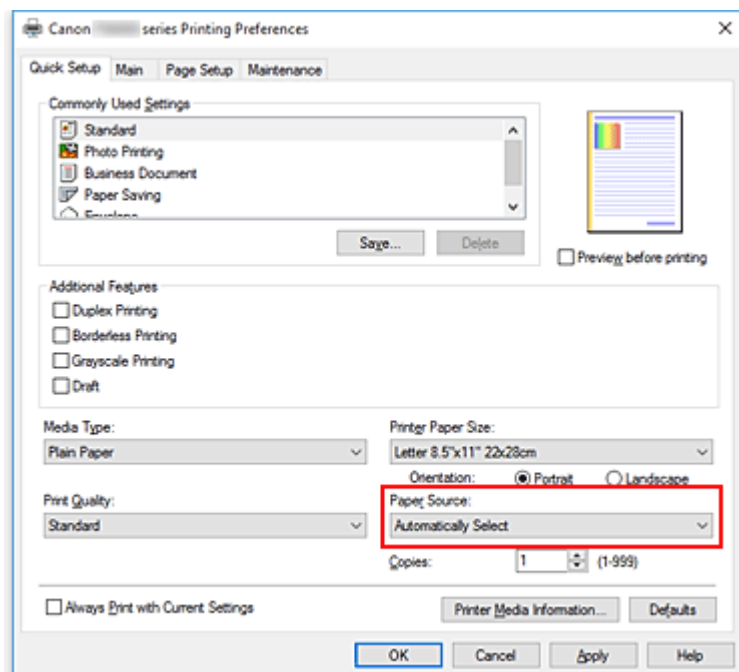 Canon series Printing Preferences
Quick Setup Main Page Setup Maintenance
Commonly Used Settings
Standard
Photo Printing
Business Document
Paper Saving
Envelope
Save... Delete
Preview before printing
Additional Features
Duplex Printing
Borderless Printing
Grayscale Printing
Draft
Media Type: Printer Paper Size:
Plain Paper Letter 8.5"x11" 22x28cm
Orientation: Portrait Landscape
Print Quality: Paper Source:
Standard Automatically Select
Copies: 1 (1-999)
Always Print with Current Settings Printer Media Information... Defaults
OK Cancel Apply Help